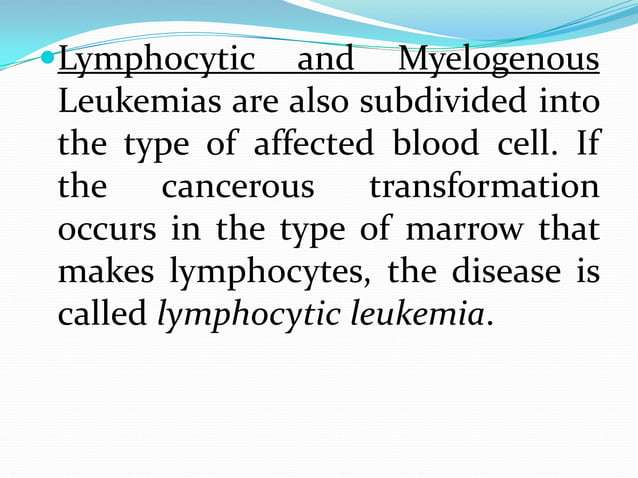 Lymphocytic and Myelogenous
Leukemias are also subdivided into
the type of affected blood cell. If
the cancerous transformation
occurs in the type of marrow that
makes lymphocytes, the disease is
called lymphocytic leukemia.